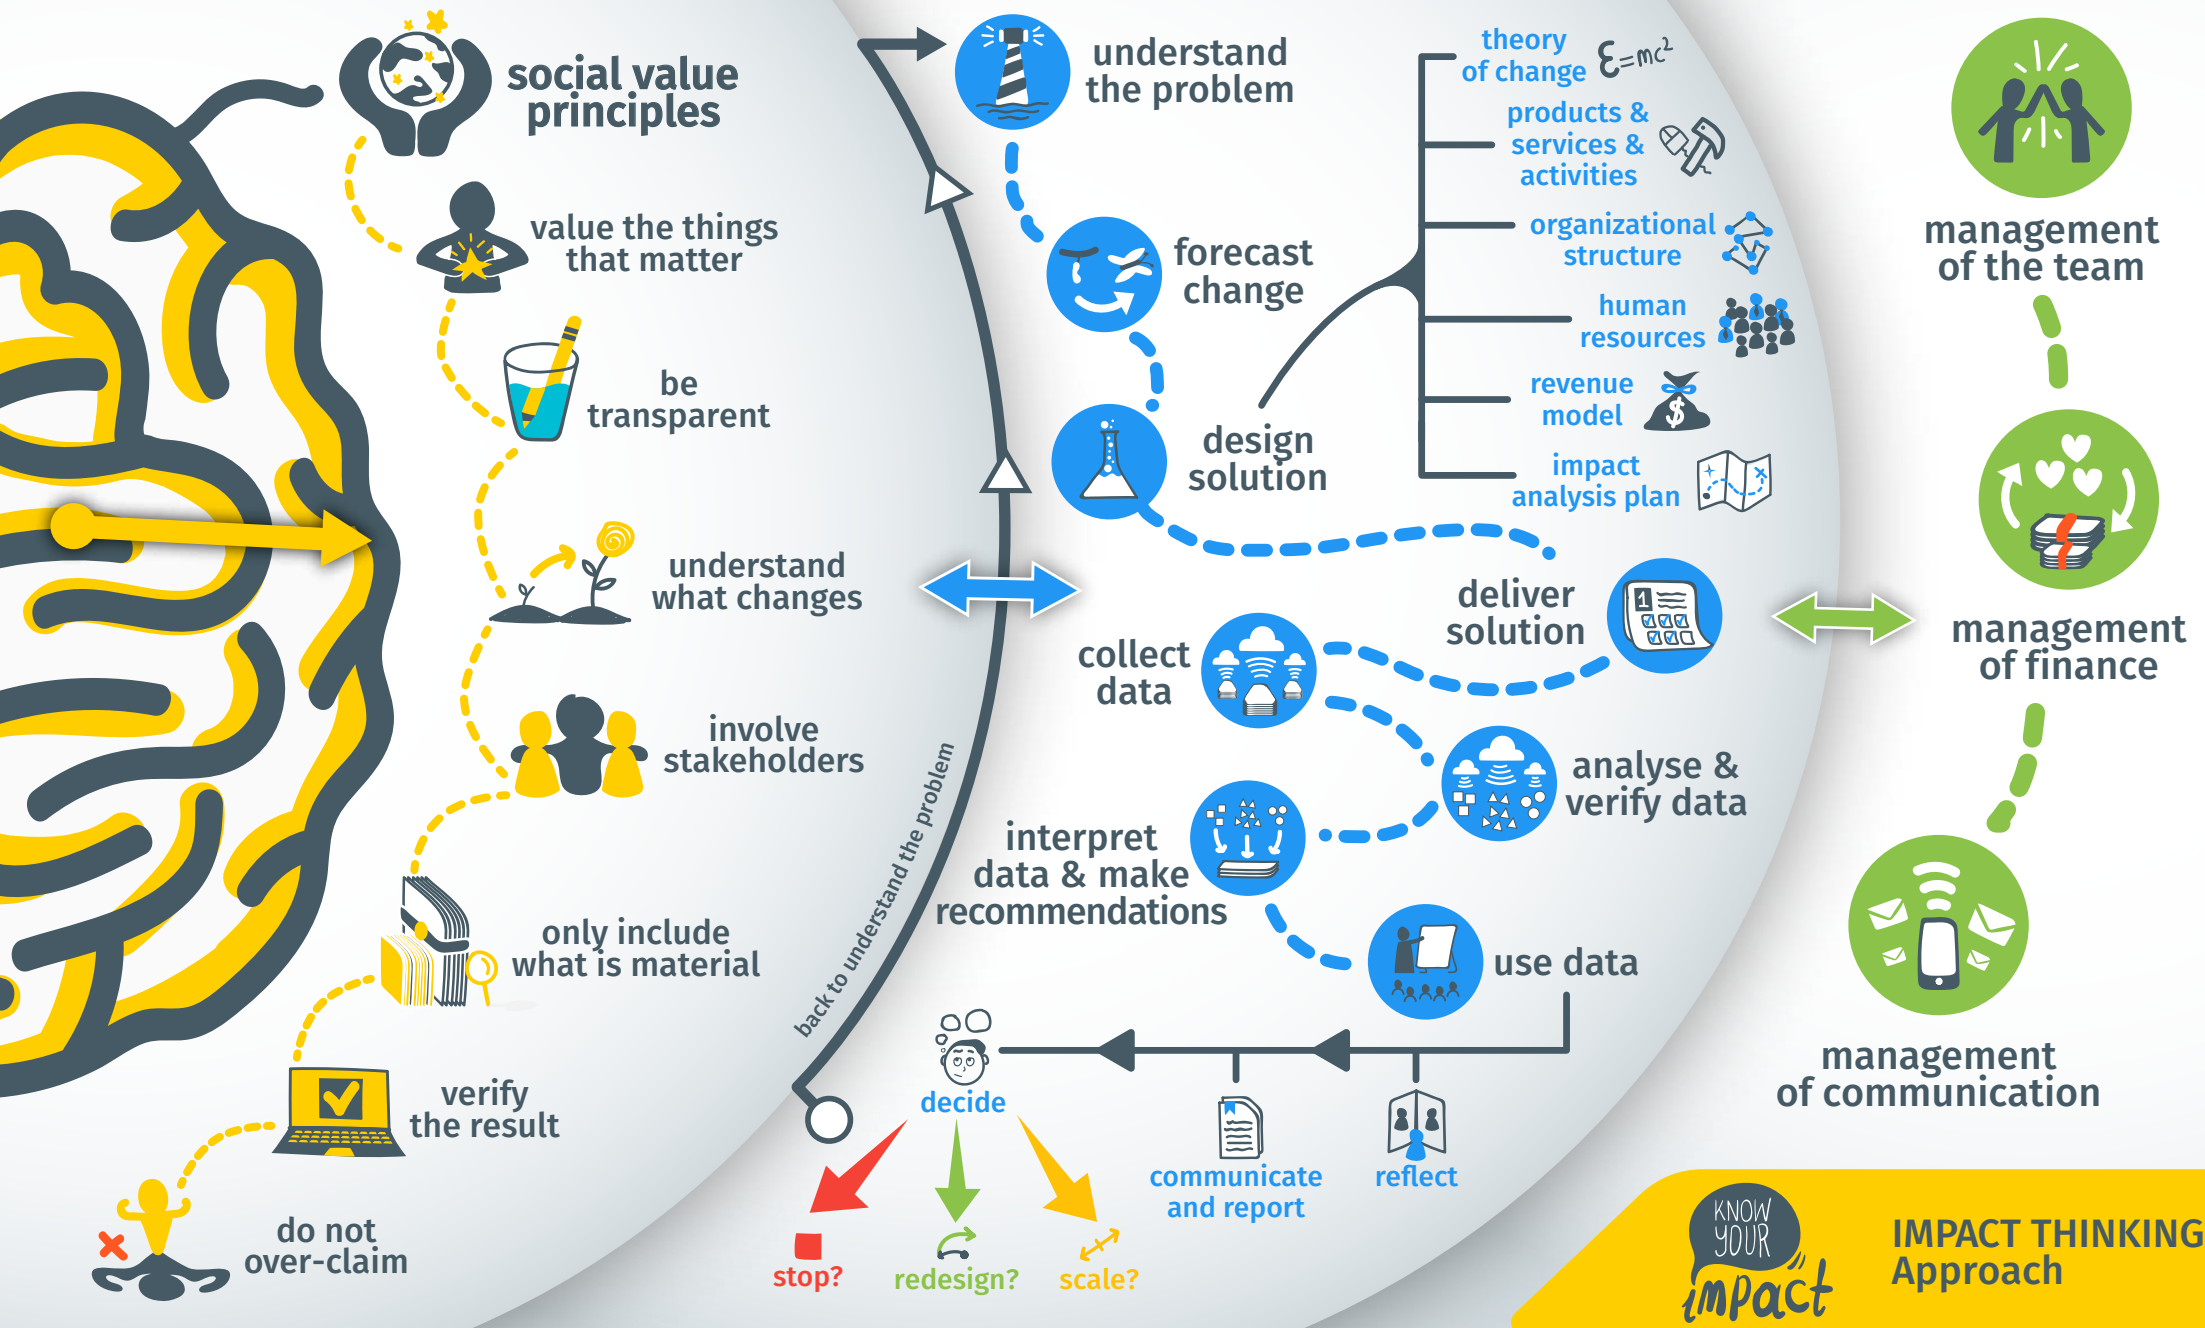 social value
principles
value the things
that matter
be
transparent
understand
what changes
involve
stakeholders
only include
what is material
verify
the result
do not
over-claim
back to understand the problem
understand
the problem
forecast
change
design
solution
theory
of change
Ɛ=mc²
products &
services &
activities
organizational
structure
human
resources
revenue
model
$
impact
analysis plan
deliver
solution
1
collect
data
analyse &
verify data
interpret
data & make
recommendations
use data
reflect
communicate
and report
decide
stop?
redesign?
scale?
management
of the team
management
of finance
management
of communication
KNOW
YOUR
impact
IMPACT THINKING
Approach